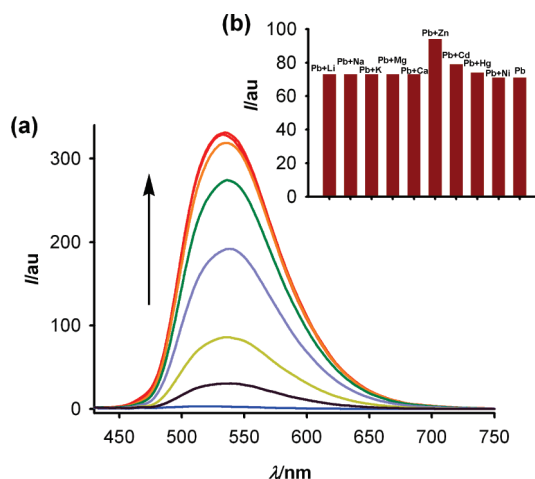 (b)
I/au
100
80
60
40
20
0
Pb+Li
Pb+Na
Pb+K
Pb+Mg
Pb+Ca
Pb+Zn
Pb+Cd
Pb+Hg
Pb+Ni
Pb
(a)
I/au
300
200
100
0
450 500 550 600 650 700 750
λ/nm